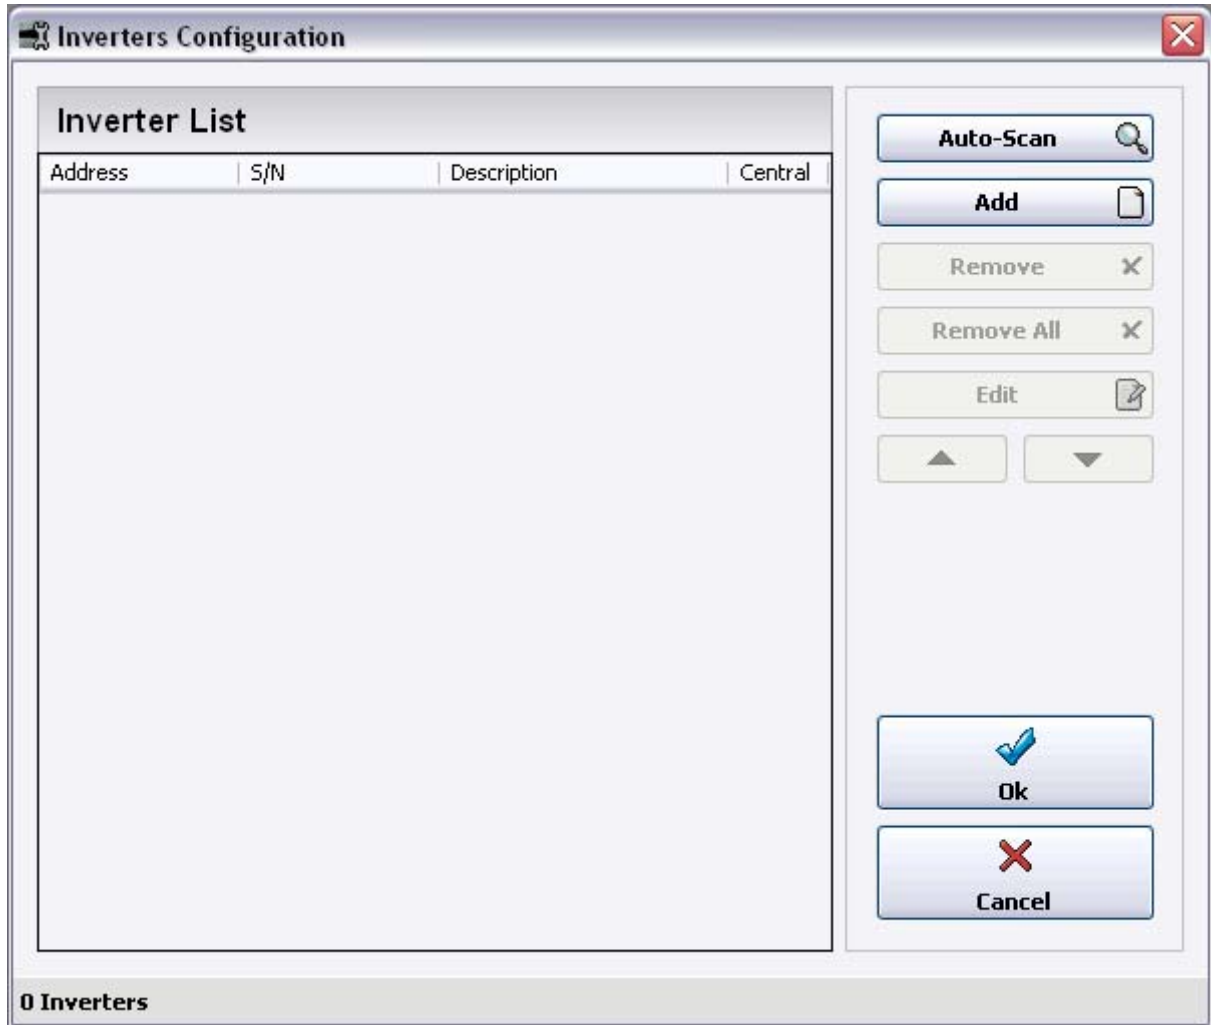 Inverters Configuration
Inverter List
Address S/N Description Central
Auto-Scan
Add
Remove
Remove All
Edit
Ok
Cancel
0 Inverters